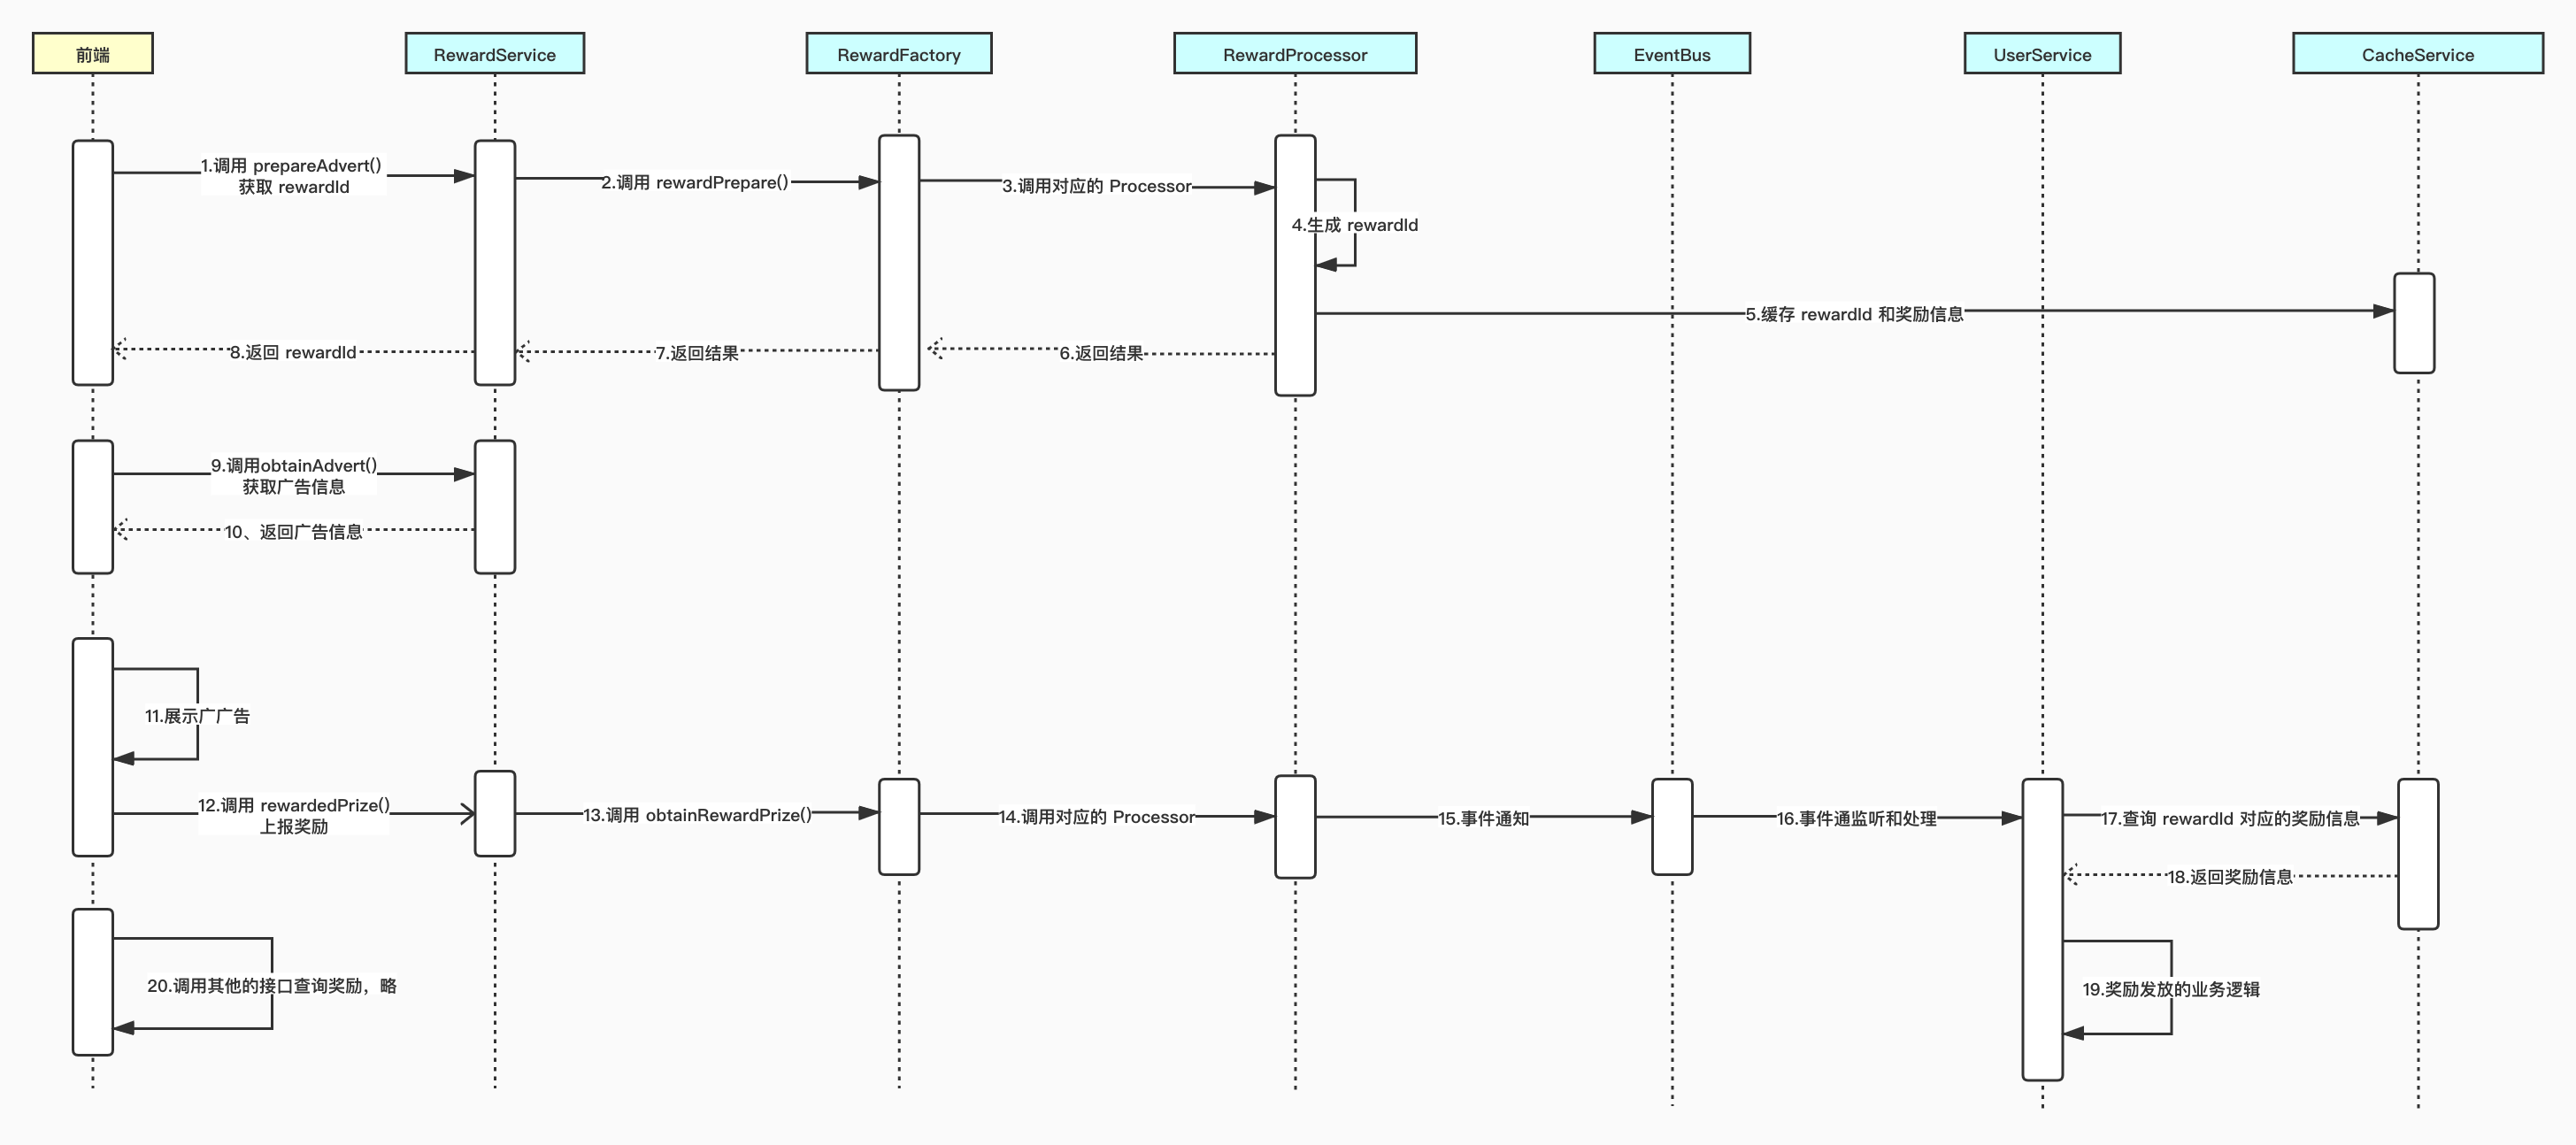 前端
RewardService
RewardFactory
RewardProcessor
EventBus
UserService
CacheService
1.调用 prepareAdvert()
获取 rewardId
2.调用 rewardPrepare()
3.调用对应的 Processor
4.生成 rewardId
5.缓存 rewardId 和奖励信息
8.返回 rewardId
7.返回结果
6.返回结果
9.调用obtainAdvert()
获取广告信息
10、返回广告信息
11.展示广广告
12.调用 rewardedPrize()
上报奖励
13.调用 obtainRewardPrize()
14.调用对应的 Processor
15.事件通知
16.事件通监听和处理
17.查询 rewardId 对应的奖励信息
18.返回奖励信息
20.调用其他的接口查询奖励，略
19.奖励发放的业务逻辑